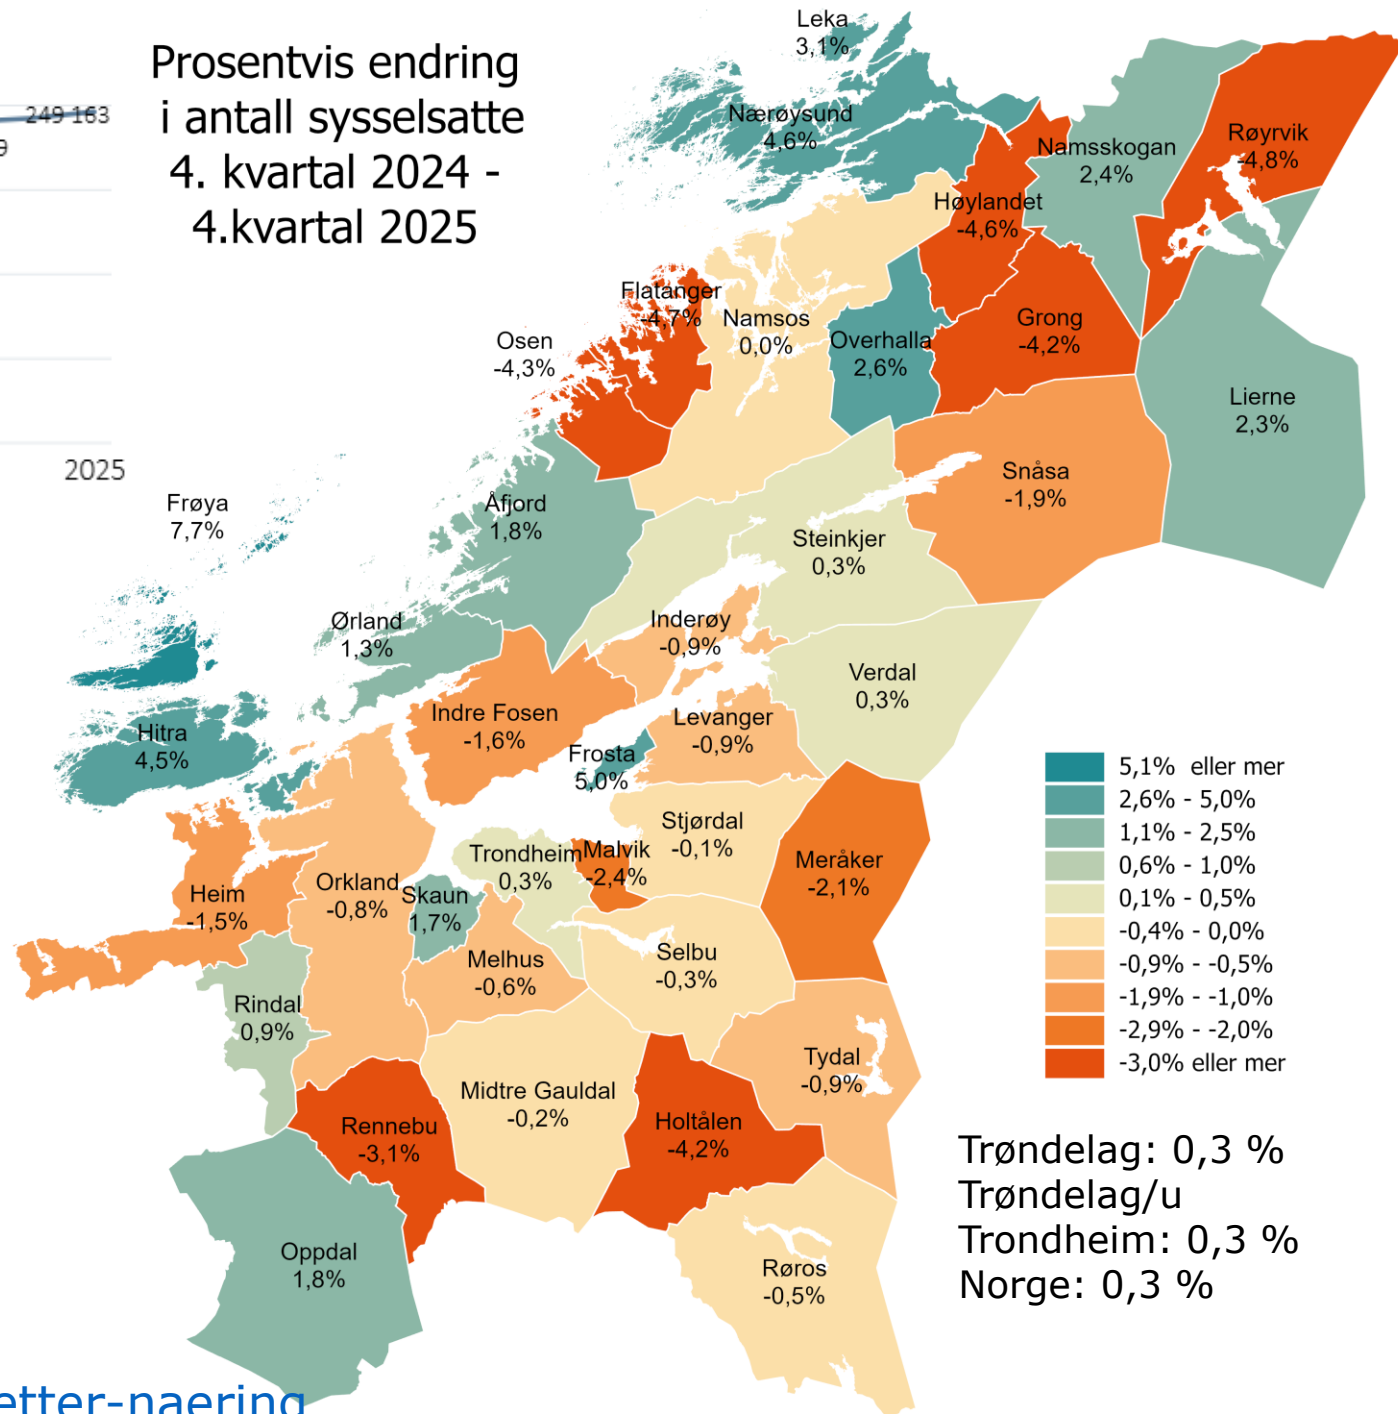 Prosentvis endring
i antall sysselsatte
4. kvartal 2024 -
4.kvartal 2025
249 163
2025
Leka
3,1%
Nærøysund
4,6%
Namsskogan
2,4%
Røyrvik
-4,8%
Høylandet
-4,6%
Flatanger
-4,7%
Namsos
0,0%
Overhalla
2,6%
Grong
-4,2%
Osen
-4,3%
Lierne
2,3%
Snåsa
-1,9%
Frøya
7,7%
Åfjord
1,8%
Steinkjer
0,3%
Ørland
1,3%
Inderøy
-0,9%
Verdal
0,3%
Hitra
4,5%
Indre Fosen
-1,6%
Levanger
-0,9%
Frosta
5,0%
Stjørdal
-0,1%
Trondheim
0,3%
Malvik
-2,4%
Meråker
-2,1%
Heim
-1,5%
Orkland
-0,8%
Skaun
1,7%
Melhus
-0,6%
Selbu
-0,3%
Rindal
0,9%
Tydal
-0,9%
Midtre Gauldal
-0,2%
Rennebu
-3,1%
Holtålen
-4,2%
Oppdal
1,8%
Røros
-0,5%
5,1% eller mer
2,6% - 5,0%
1,1% - 2,5%
0,6% - 1,0%
0,1% - 0,5%
-0,4% - 0,0%
-0,9% - -0,5%
-1,9% - -1,0%
-2,9% - -2,0%
-3,0% eller mer
Trøndelag: 0,3 %
Trøndelag/u
Trondheim: 0,3 %
Norge: 0,3 %
etter-naering